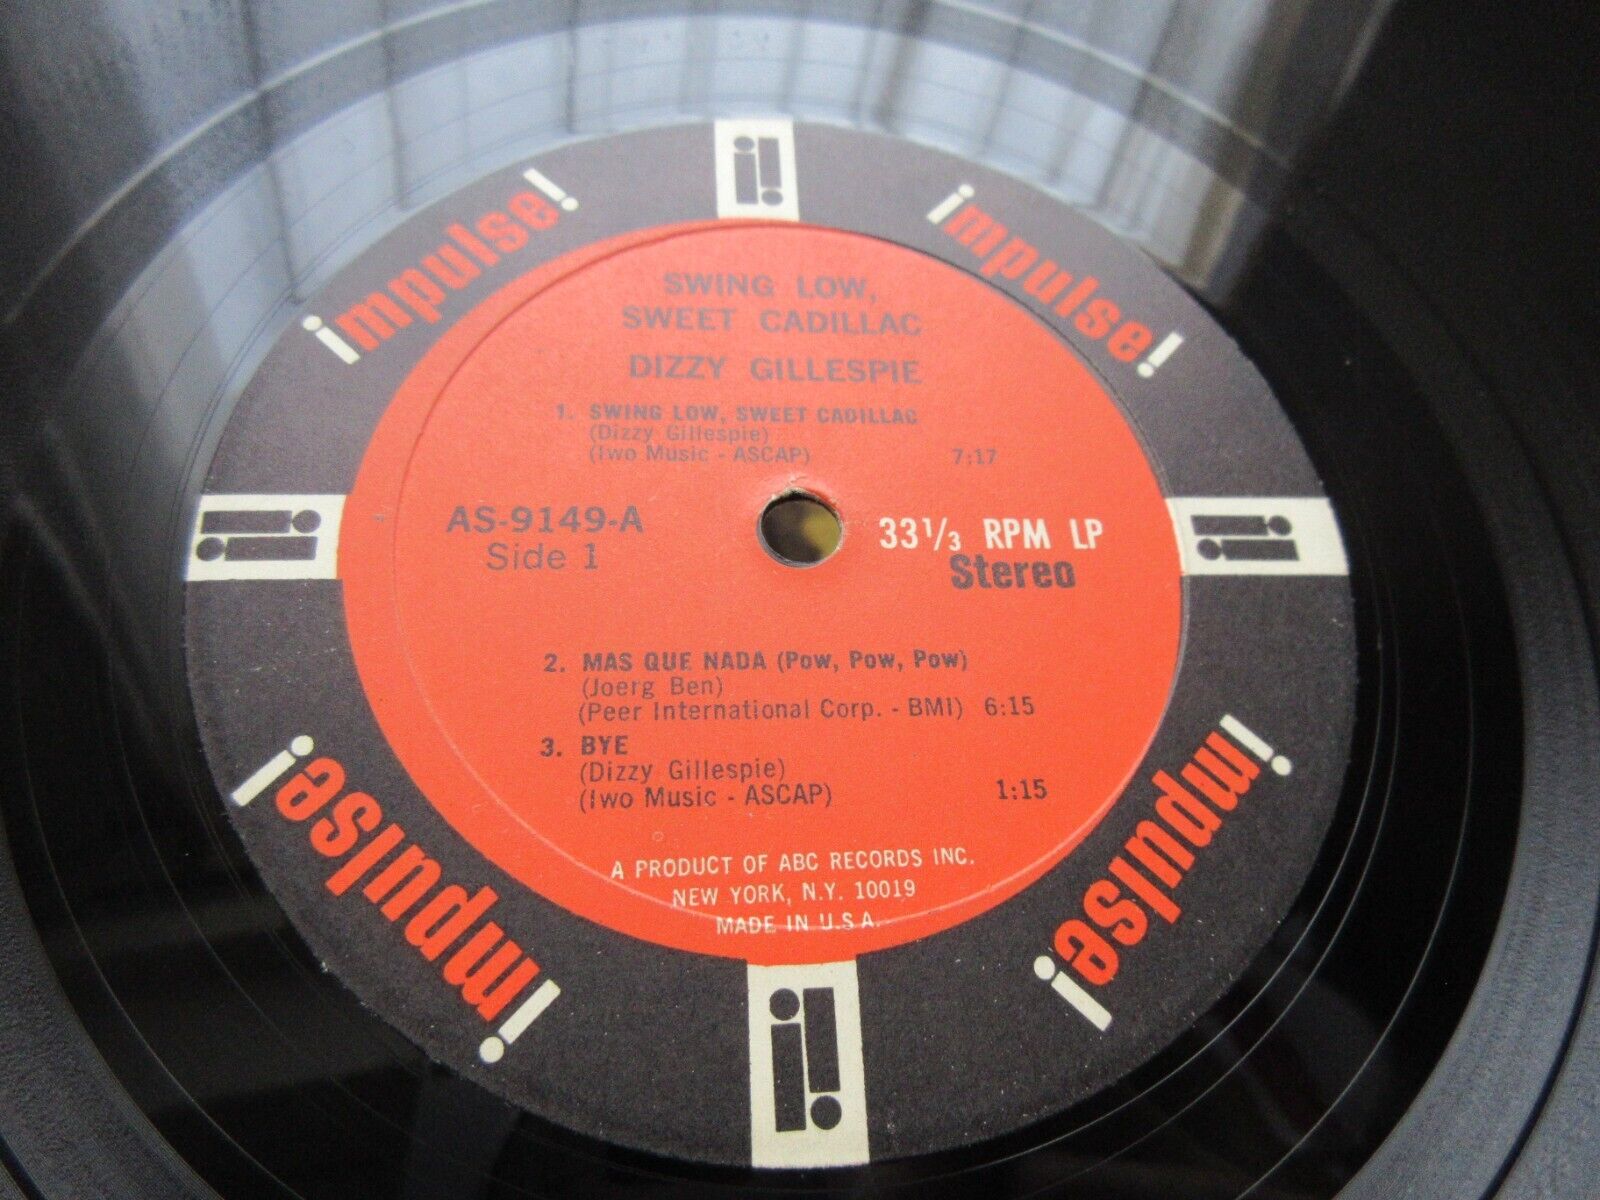 impulse!
impulse!
SWING LOW,
SWEET CADILLAC
DIZZY GILLESPIE
1. SWING LOW, SWEET CADILLAC
(Dizzy Gillespie)
(Iwo Music - ASCAP) 7:17
AS-9149-A
Side 1
33 1/3 RPM LP
Stereo
2. MAS QUE NADA (Pow, Pow, Pow)
(Joerg Ben)
(Peer International Corp. - BMI) 6:15
3. BYE
(Dizzy Gillespie)
(Iwo Music - ASCAP) 1:15
A PRODUCT OF ABC RECORDS INC.
NEW YORK, N.Y. 10019
MADE IN U.S.A.
impulse!
impulse!